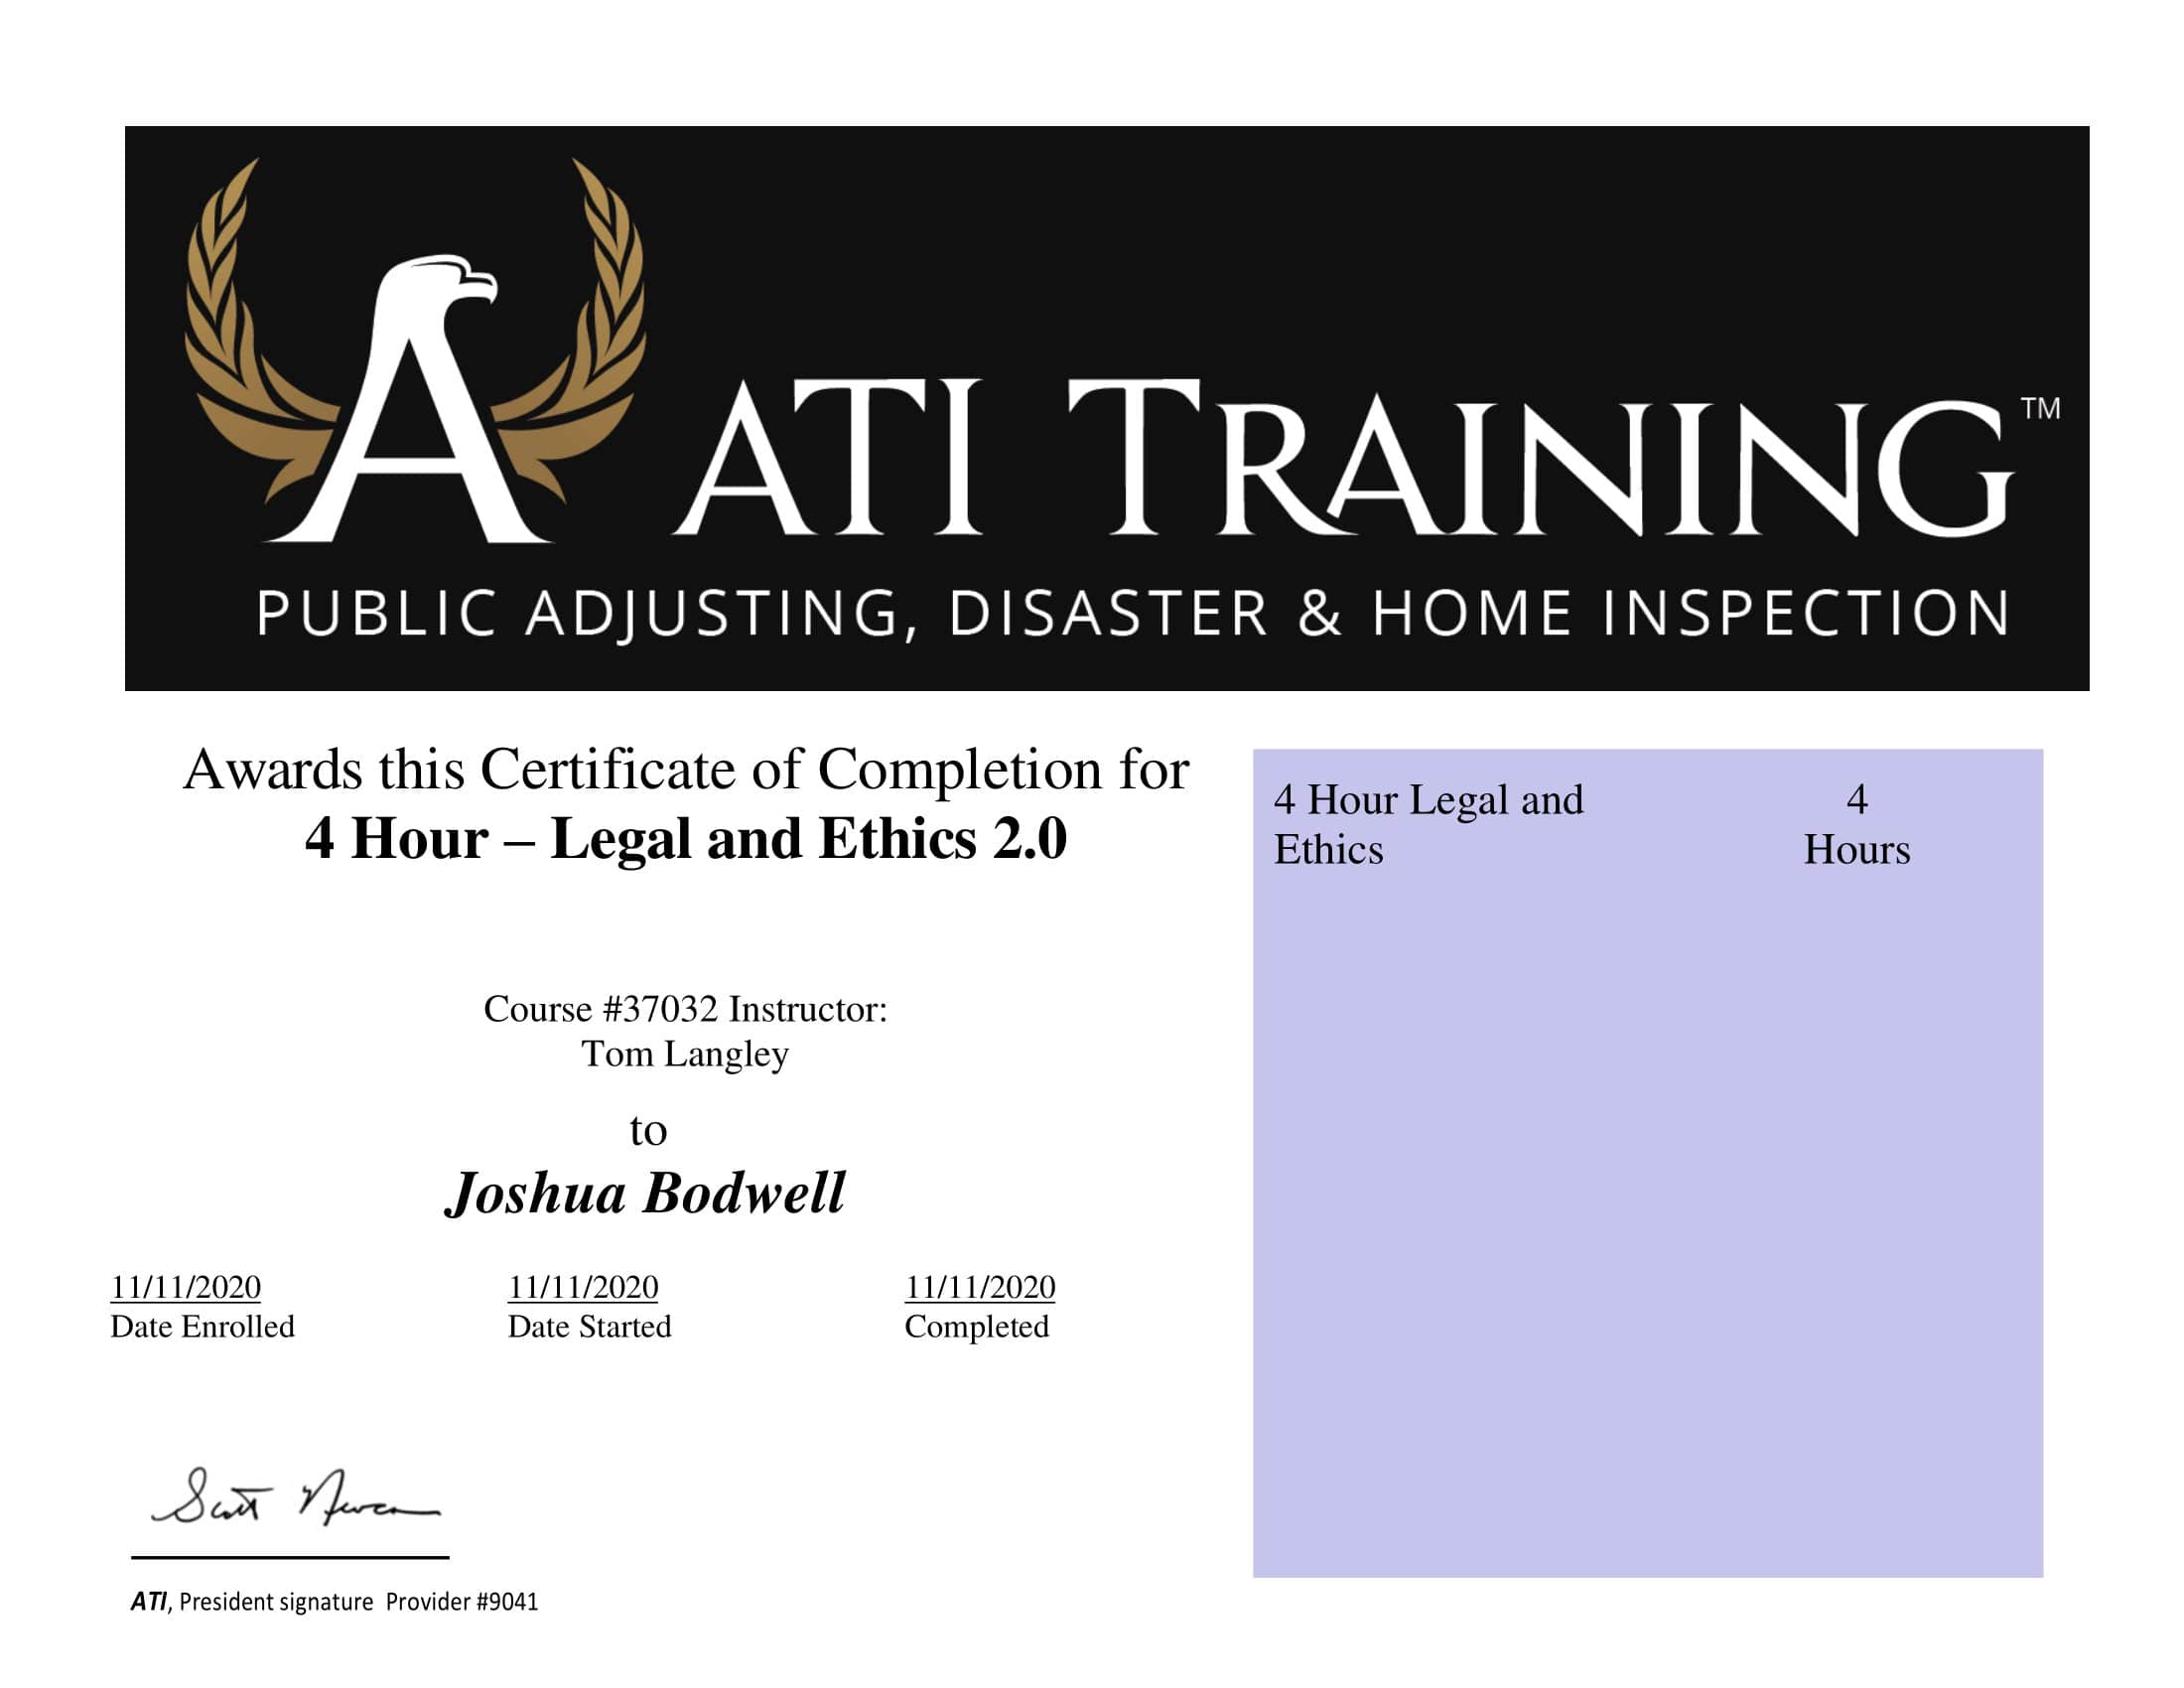 ATI TRAINING™
PUBLIC ADJUSTING, DISASTER & HOME INSPECTION
Awards this Certificate of Completion for
4 Hour – Legal and Ethics 2.0
Course #37032 Instructor:
Tom Langley
to
Joshua Bodwell
11/11/2020 11/11/2020 11/11/2020
Date Enrolled Date Started Completed
Scott
ATI, President signature Provider #9041
4 Hour Legal and 4
Ethics Hours